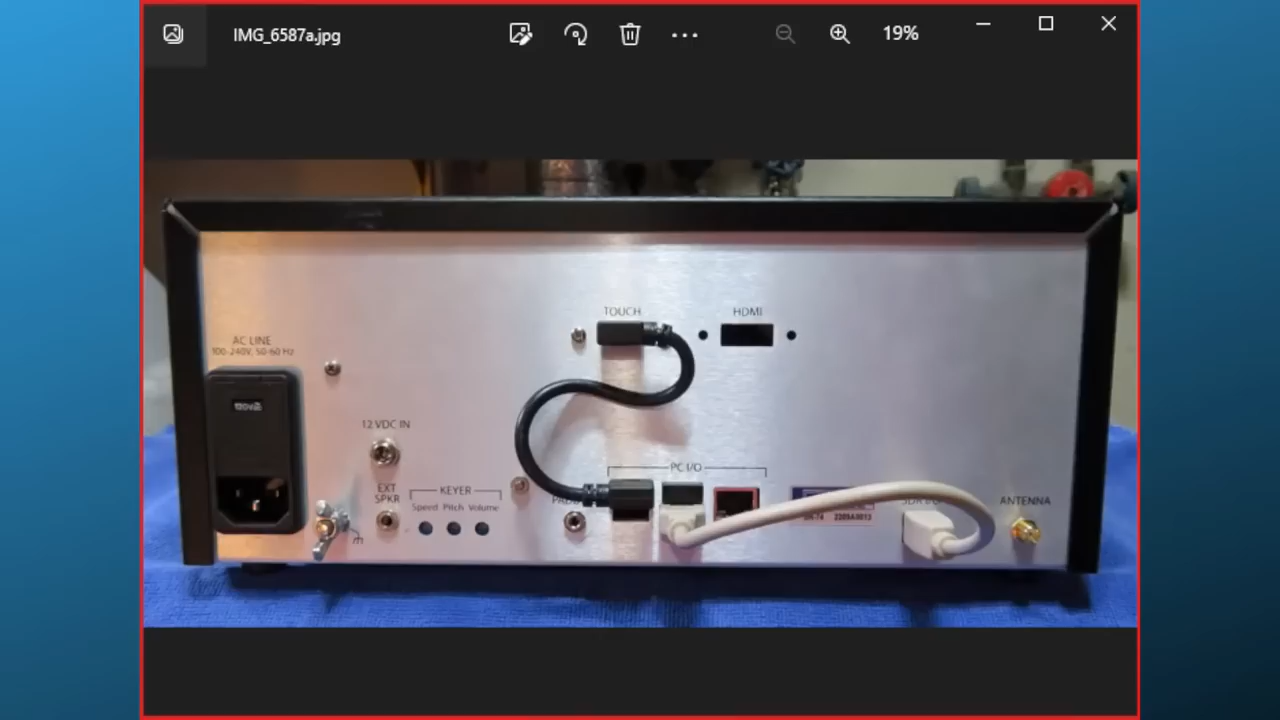 IMG_6587a.jpg
19%
TOUCH
HDMI
AC LINE
100-240V, 50-60 Hz
12 VDC IN
PC I/O
EXT
SPKR
KEYER
Speed Pitch Volume
ANTENNA